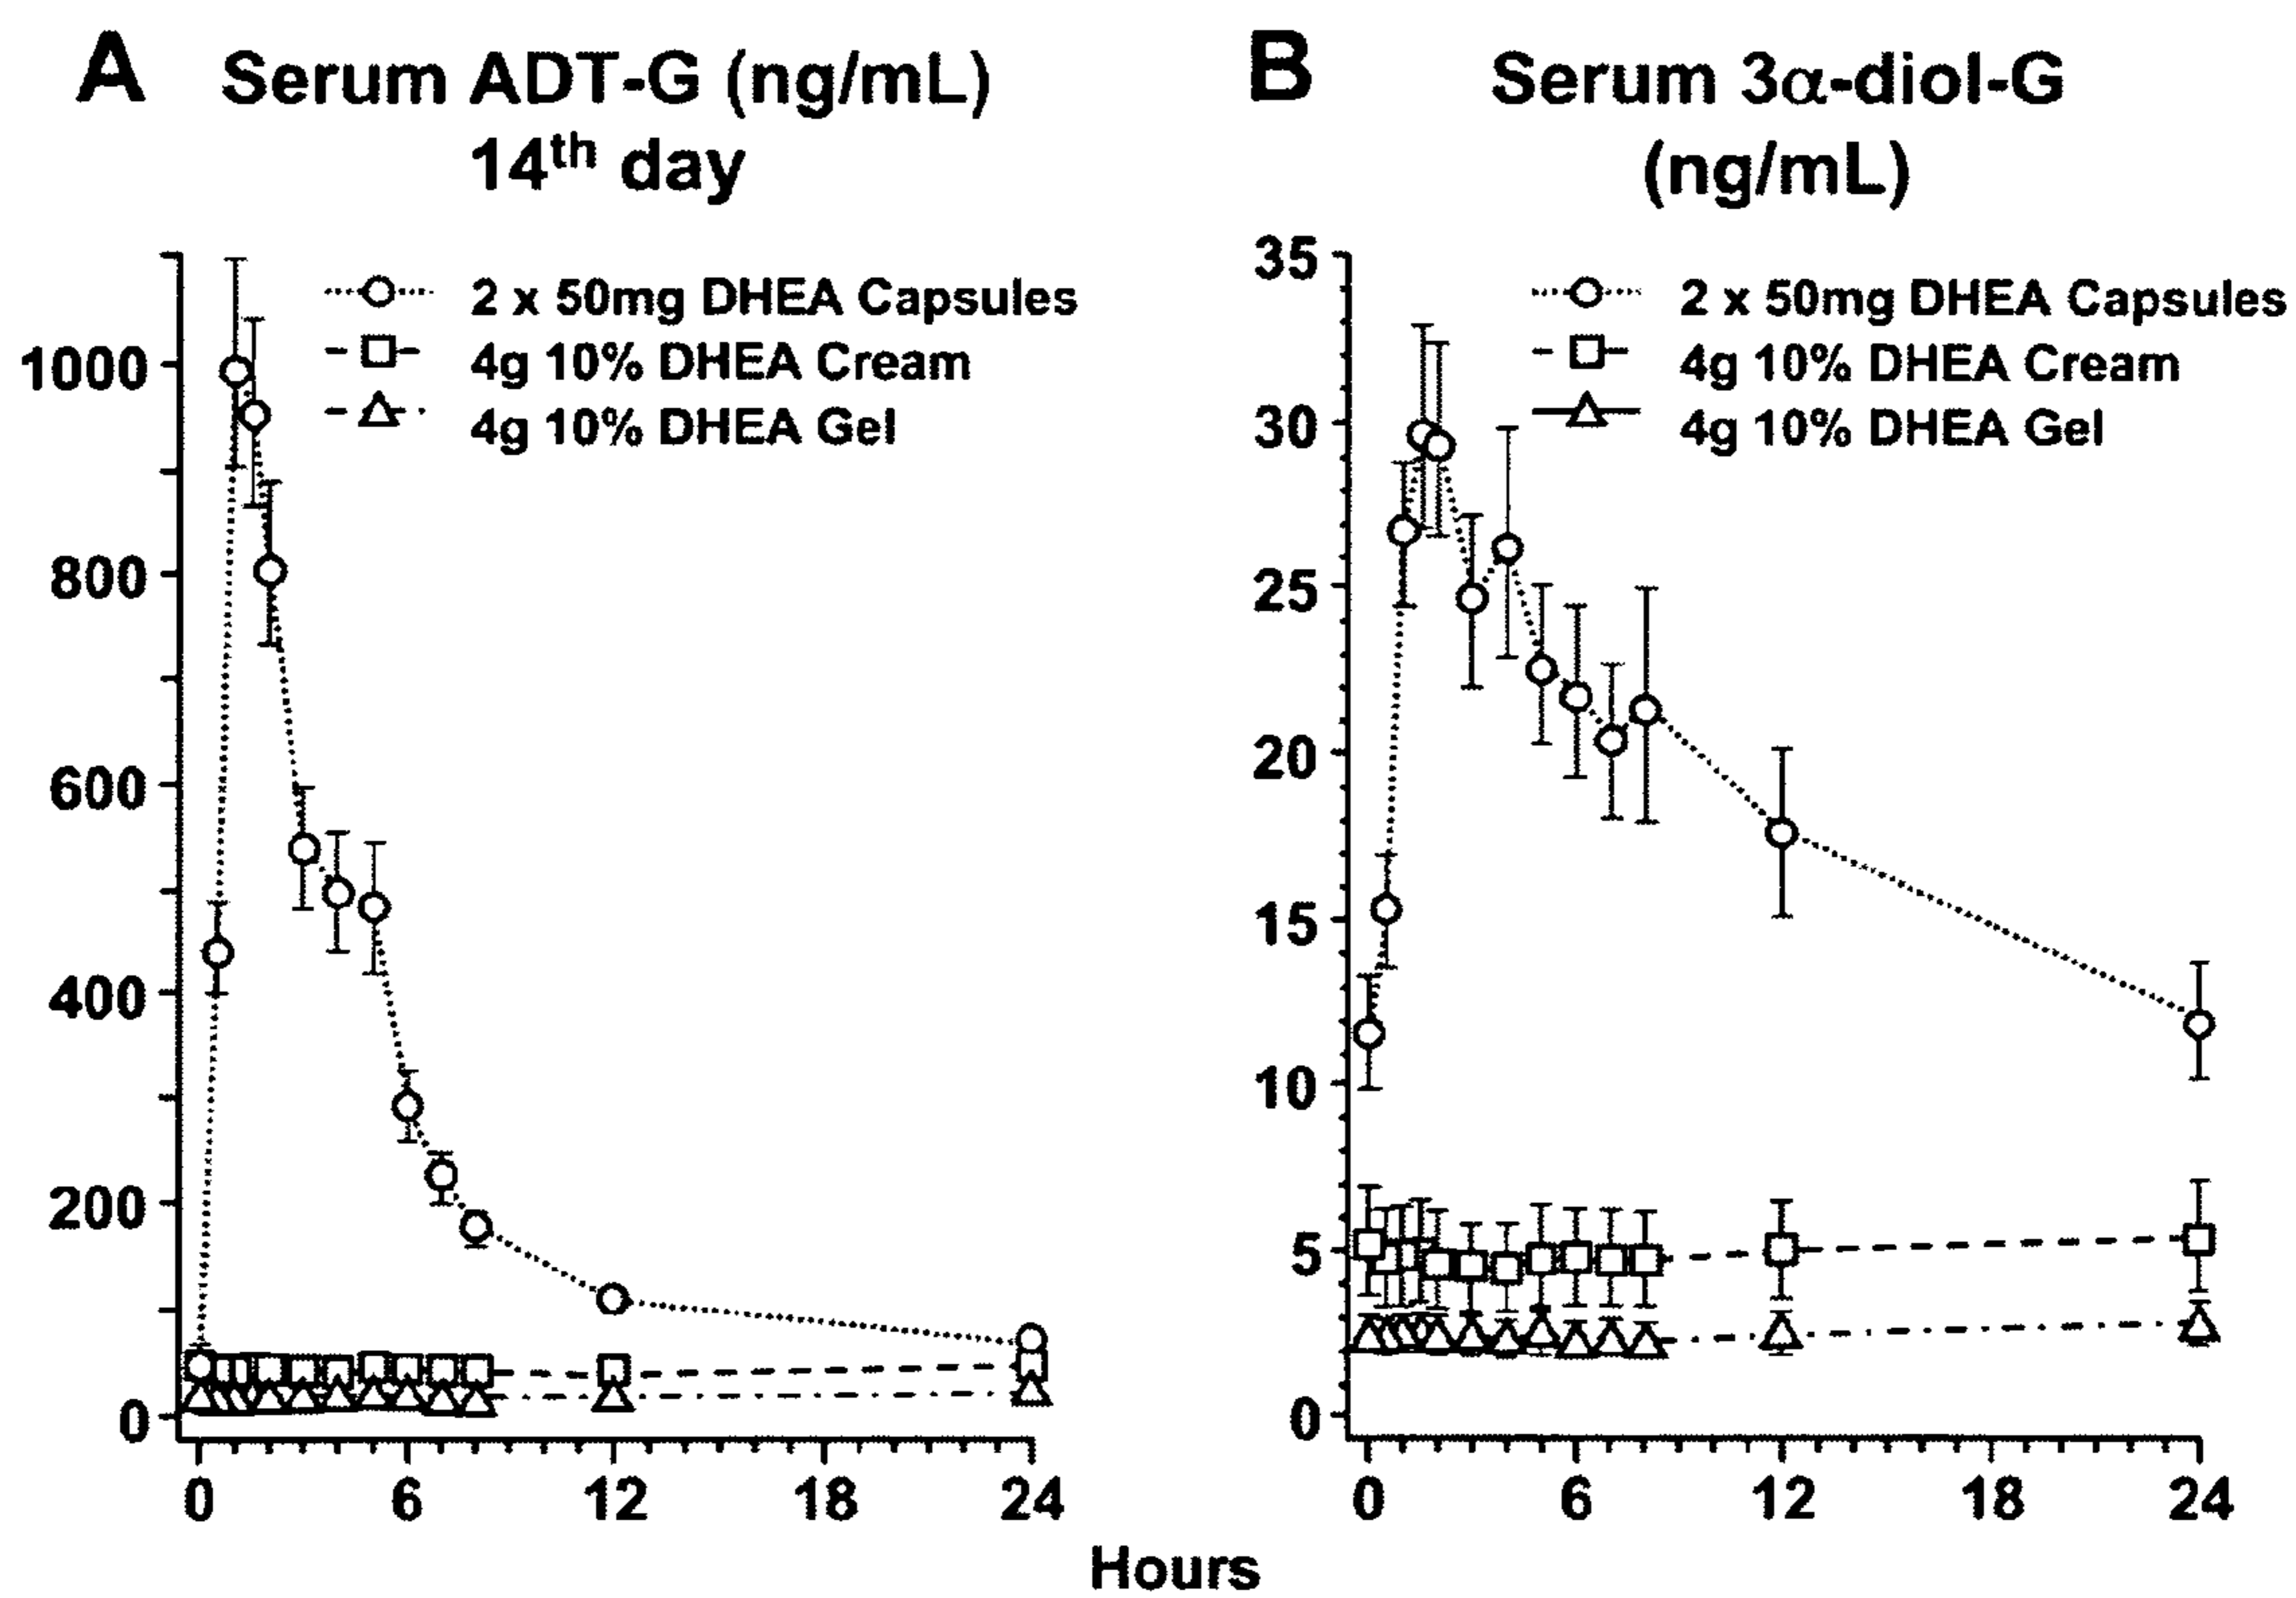 A Serum ADT-G (ng/mL)
14th day
1000
800
600
400
200
0
2 x 50mg DHEA Capsules
4g 10% DHEA Cream
4g 10% DHEA Gel
0 6 12 18 24
B Serum 3α-diol-G
(ng/mL)
35
30
25
20
15
10
5
0
2 x 50mg DHEA Capsules
4g 10% DHEA Cream
4g 10% DHEA Gel
0 6 12 18 24
Hours